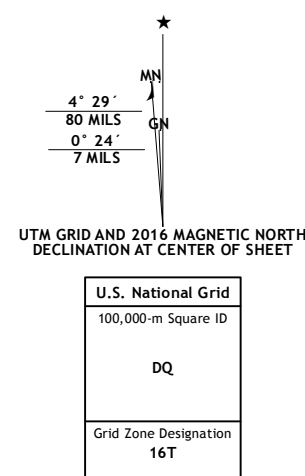 ★
MN
4° 29´
80 MILS
GN
0° 24´
7 MILS
UTM GRID AND 2016 MAGNETIC NORTH
DECLINATION AT CENTER OF SHEET
U.S. National Grid
100,000-m Square ID
DQ
Grid Zone Designation
16T